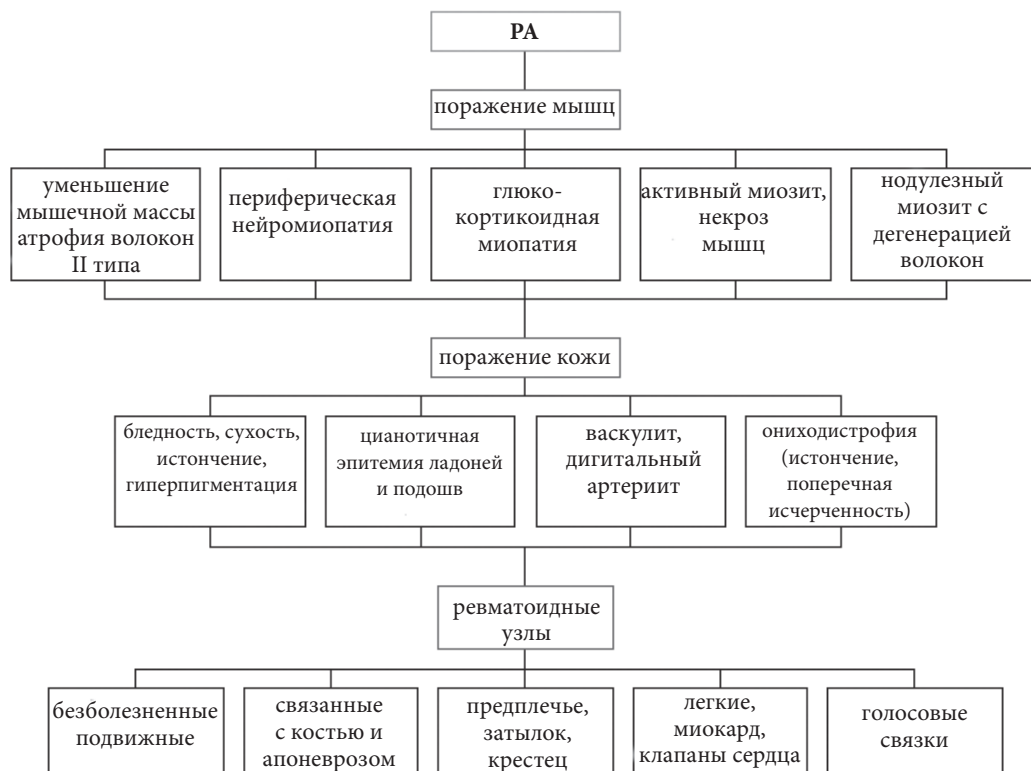 РА
поражение мышц
уменьшение
мышечной массы
атрофия волокон
II типа
периферическая
нейромиопатия
глюко-
кортикоидная
миопатия
активный миозит,
некроз
мышц
нодулезный
миозит с
дегенерацией
волокон
поражение кожи
бледность, сухость,
истончение,
гиперпигментация
цианотичная
эпитемия ладоней
и подошв
васкулит,
дигитальный
артериит
ониходистрофия
(истончение,
поперечная
исчерченность)
ревматоидные
узлы
безболезненные
подвижные
связанные
с костью и
апоневрозом
предплечье,
затылок,
крестец
легкие,
миокард,
клапаны сердца
голосовые
связки